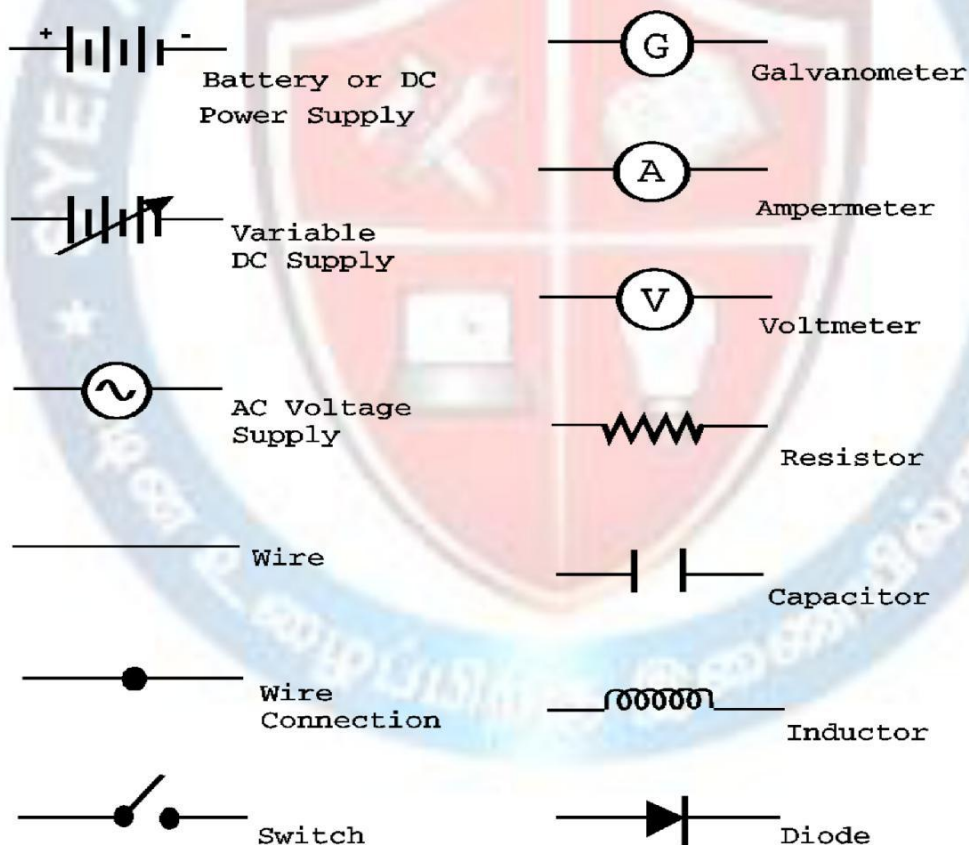 + -
Battery or DC
Power Supply
Variable
DC Supply
AC Voltage
Supply
Wire
Wire
Connection
Switch
G
Galvanometer
A
Ampermeter
V
Voltmeter
Resistor
Capacitor
Inductor
Diode